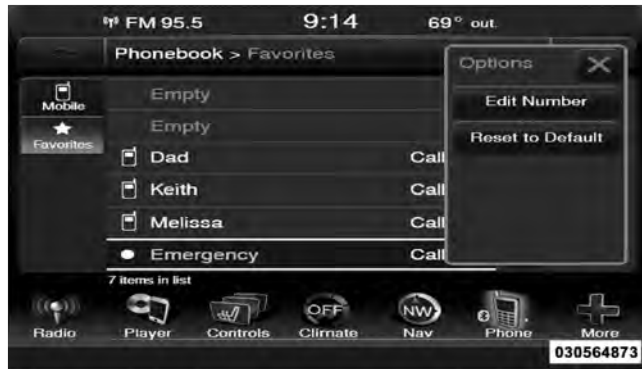 FM 95.5 9:14 69° out.
Phonebook > Favorites
Options
Mobile
Favorites
Empty
Empty
Dad Call
Keith Call
Melissa Call
Emergency Call
Edit Number
Reset to Default
7 items in list
OFF
NW
Radio Player Controls Climate Nav Phone More
030564873